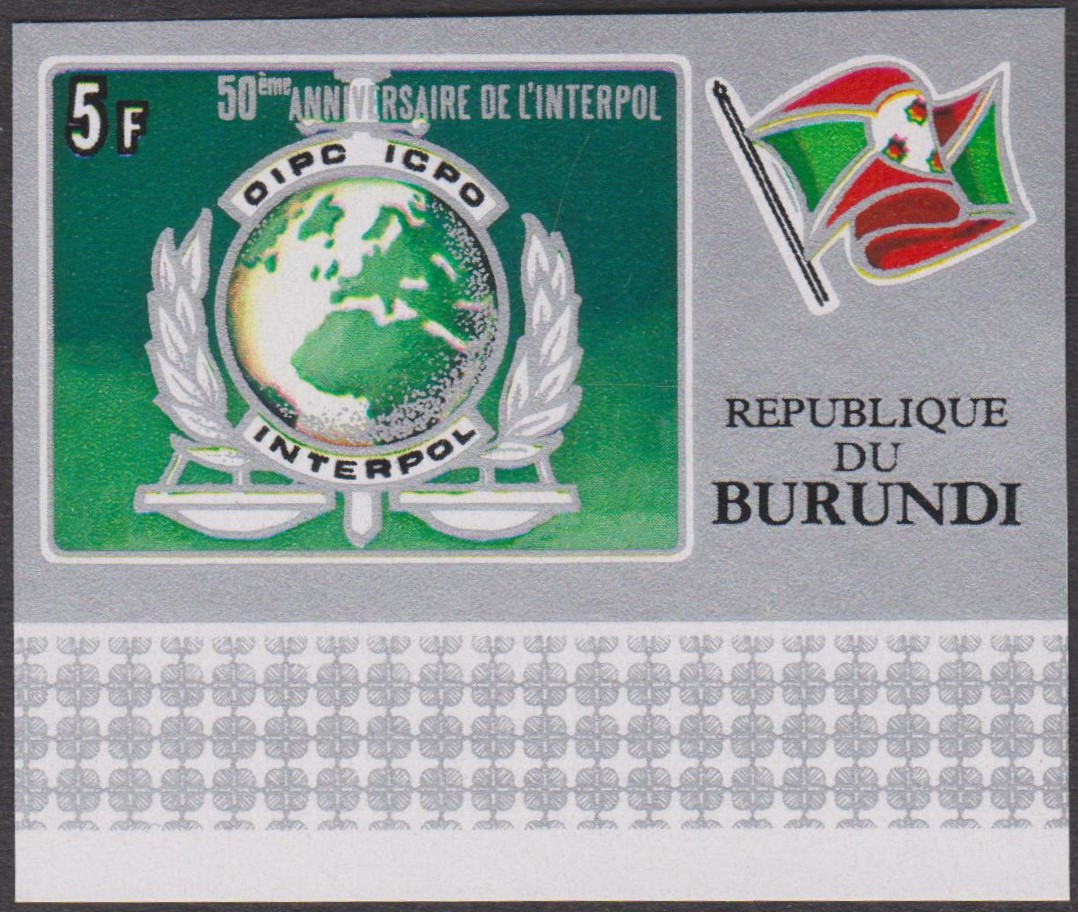 5F
50ème ANNIVERSAIRE DE L'INTERPOL
OIPC ICPO
INTERPOL
REPUBLIQUE
DU
BURUNDI